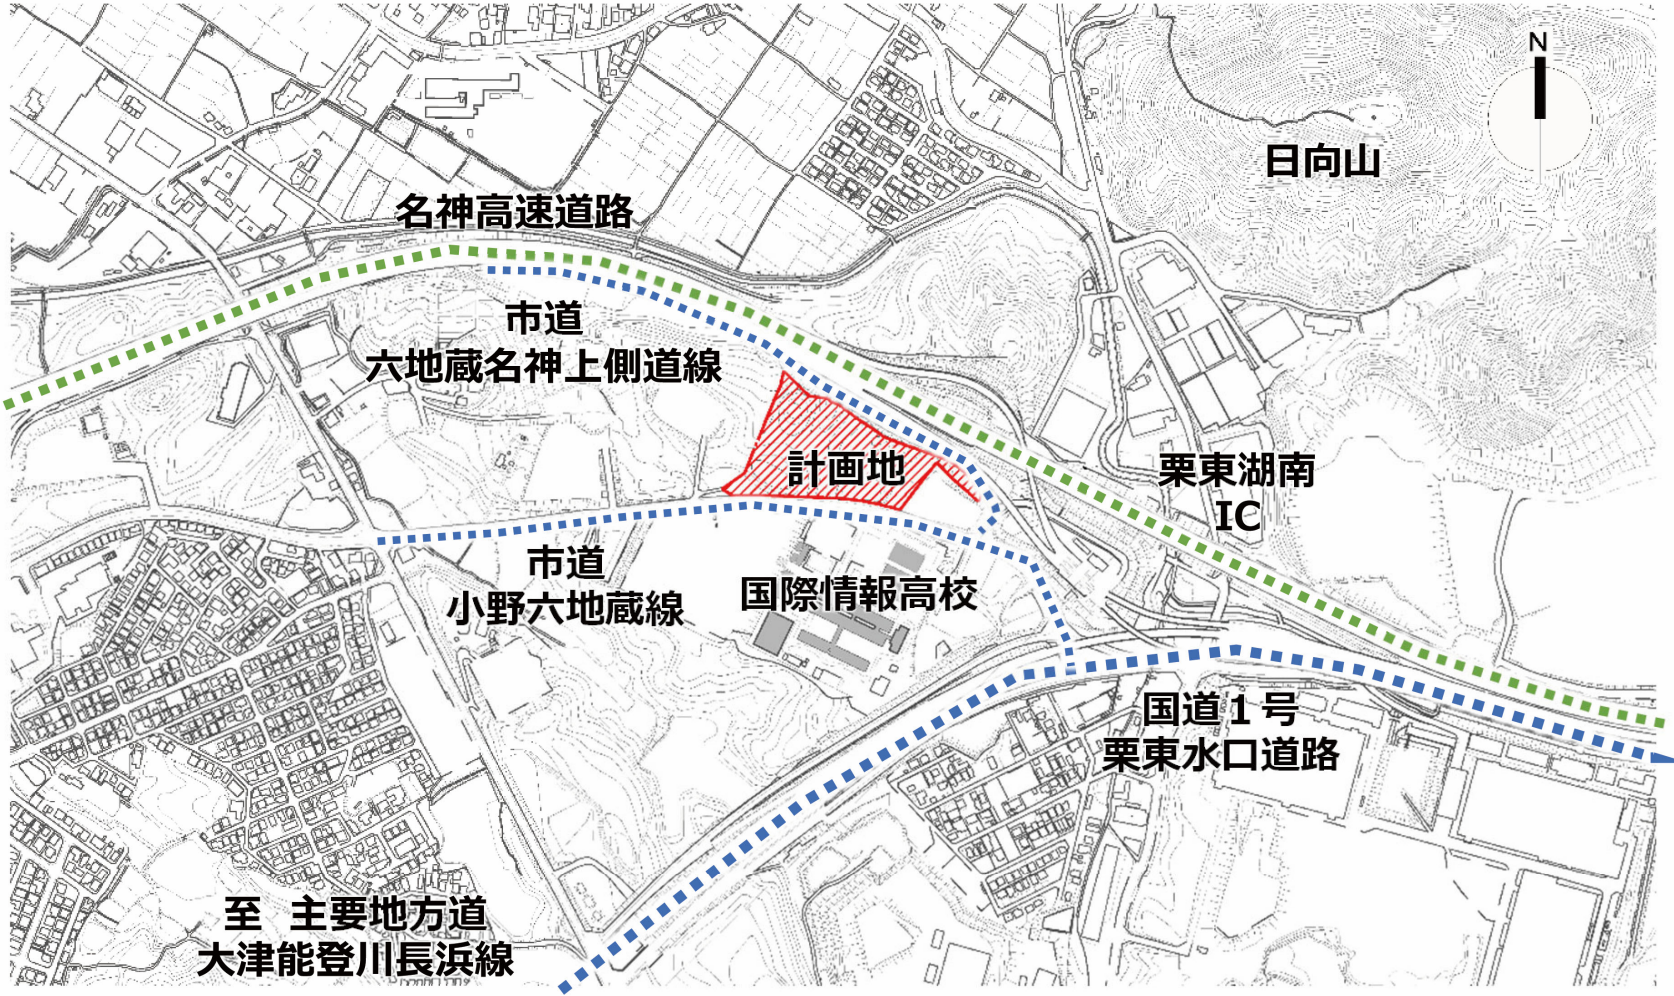 N
日向山
名神高速道路
市道
六地蔵名神上側道線
計画地
栗東湖南
IC
市道
小野六地蔵線
国際情報高校
国道1号
栗東水口道路
至 主要地方道
大津能登川長浜線